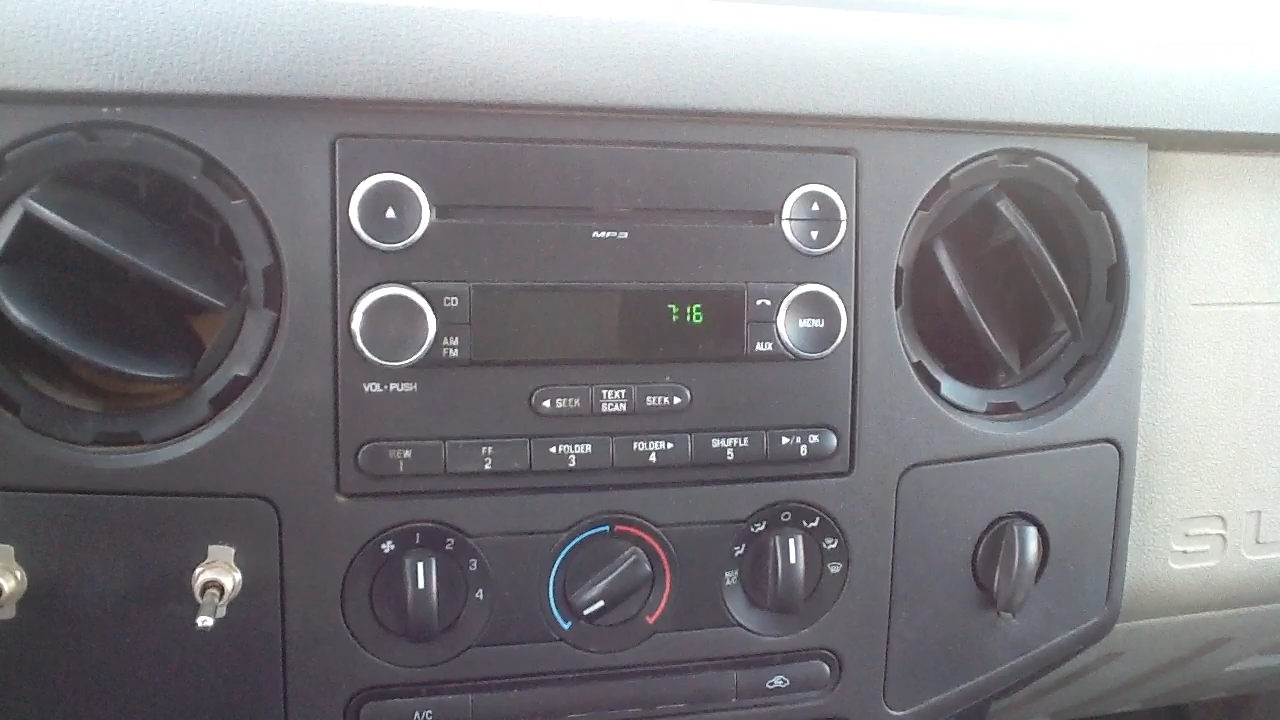 MP3
CD
7:16
MENU
AM
FM
AUX
VOL•PUSH
◀ SEEK
TEXT
SCAN
SEEK ▶
REW
1
FF
2
◀ FOLDER
3
FOLDER ▶
4
SHUFFLE
5
▶/II OK
6
1
2
3
4
O
A/C
A/C
SU